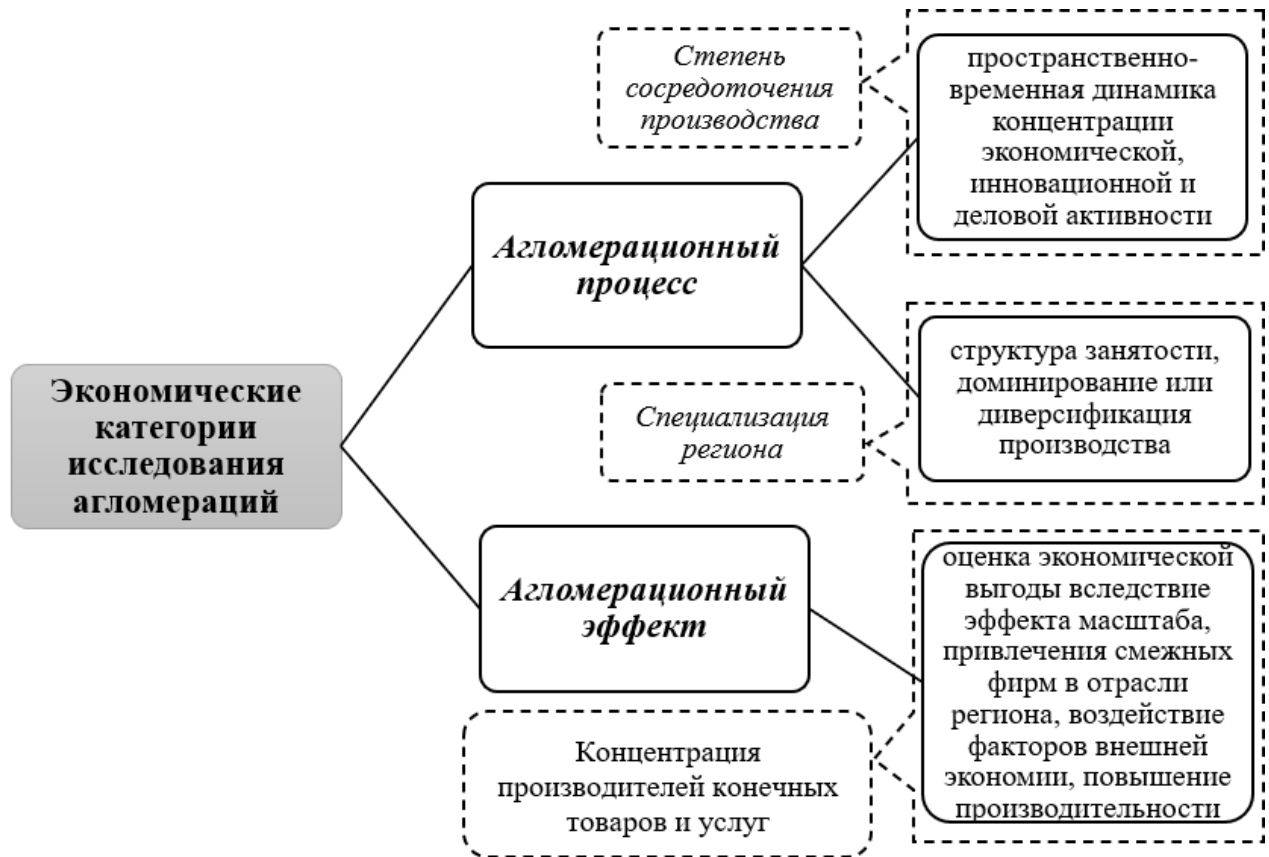 Степень
сосредоточения
производства
пространственно-
временная динамика
концентрации
экономической,
инновационной и
деловой активности
Агломерационный
процесс
Экономические
категории
исследования
агломераций
Специализация
региона
структура занятости,
доминирование или
диверсификация
производства
Агломерационный
эффект
оценка экономической
выгоды вследствие
эффекта масштаба,
привлечения смежных
фирм в отрасли
региона, воздействие
факторов внешней
экономии, повышение
производительности
Концентрация
производителей конечных
товаров и услуг